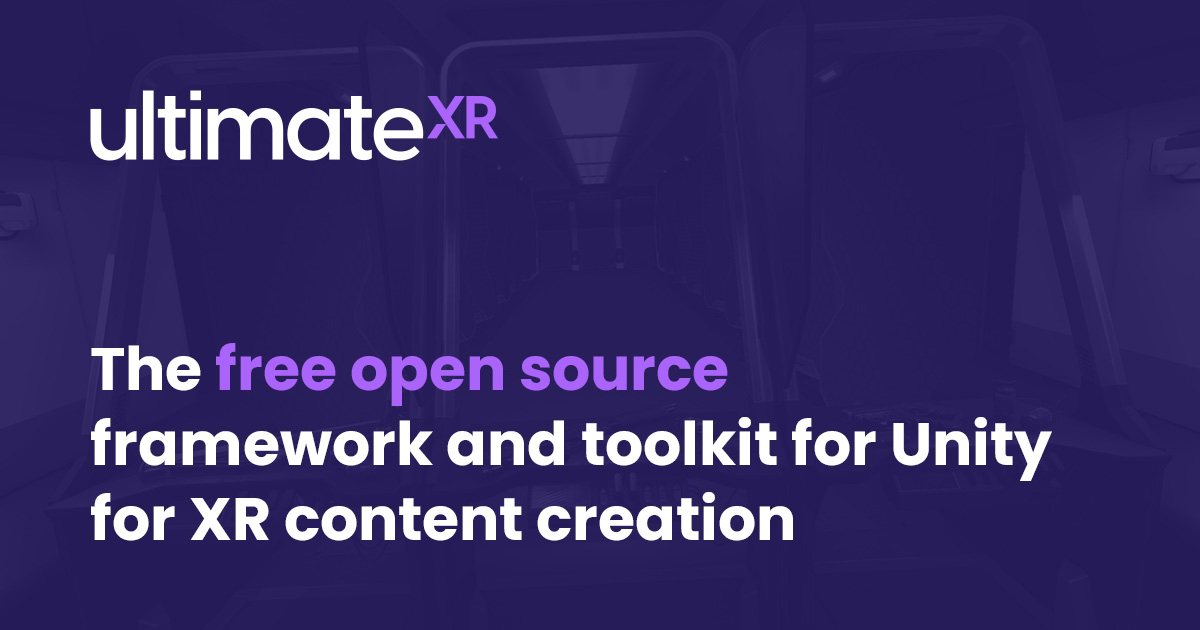 ultimateXR
The free open source
framework and toolkit for Unity
for XR content creation